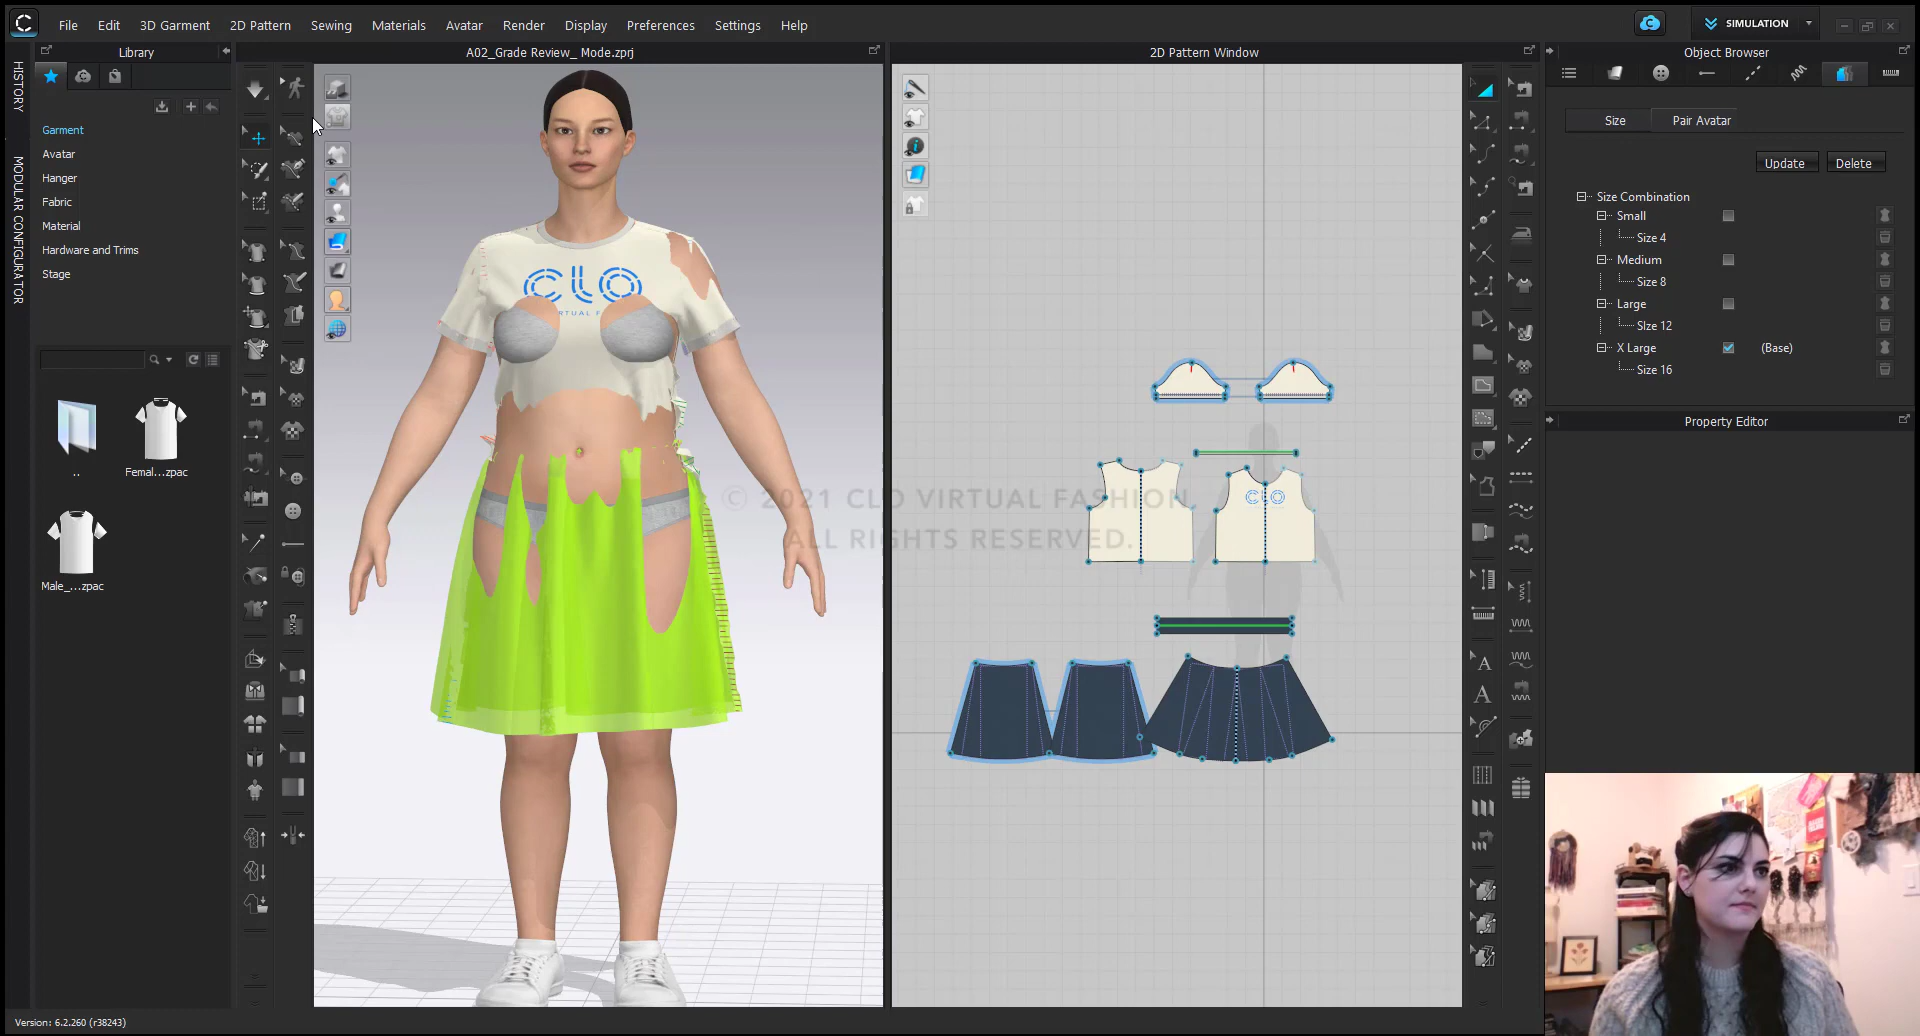 File Edit 3D Garment 2D Pattern Sewing Materials Avatar Render Display Preferences Settings Help
SIMULATION
HISTORY
MODULAR CONFIGURATOR
Library
Garment
Avatar
Hanger
Fabric
Material
Hardware and Trims
Stage
..
Femal...zpac
Male_...zpac
A02_Grade Review_ Mode.zprj
CLO
VIRTUAL F
2D Pattern Window
CLO
© 2021 CLO VIRTUAL FASHION.
ALL RIGHTS RESERVED.
Object Browser
Size Pair Avatar
Update Delete
Size Combination
Small
Size 4
Medium
Size 8
Large
Size 12
X Large (Base)
Size 16
Property Editor
Version: 6.2.260 (r38243)